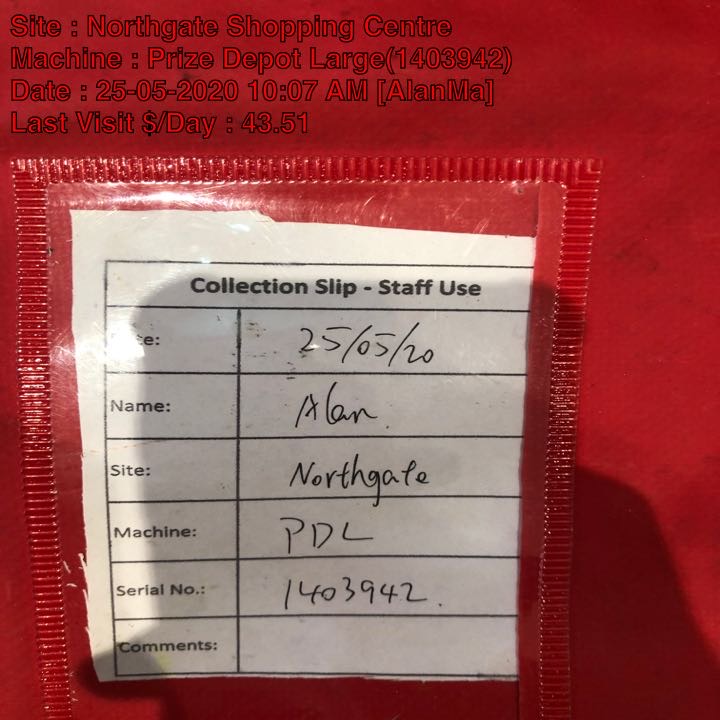 Site : Northgate Shopping Centre
Machine : Prize Depot Large(1403942)
Date : 25-05-2020 10:07 AM [AlanMa]
Last Visit $/Day : 43.51
Collection Slip - Staff Use
25/05/20
Name: Alan.
Site: Northgate
Machine: PDL
Serial No.: 1403942.
Comments: